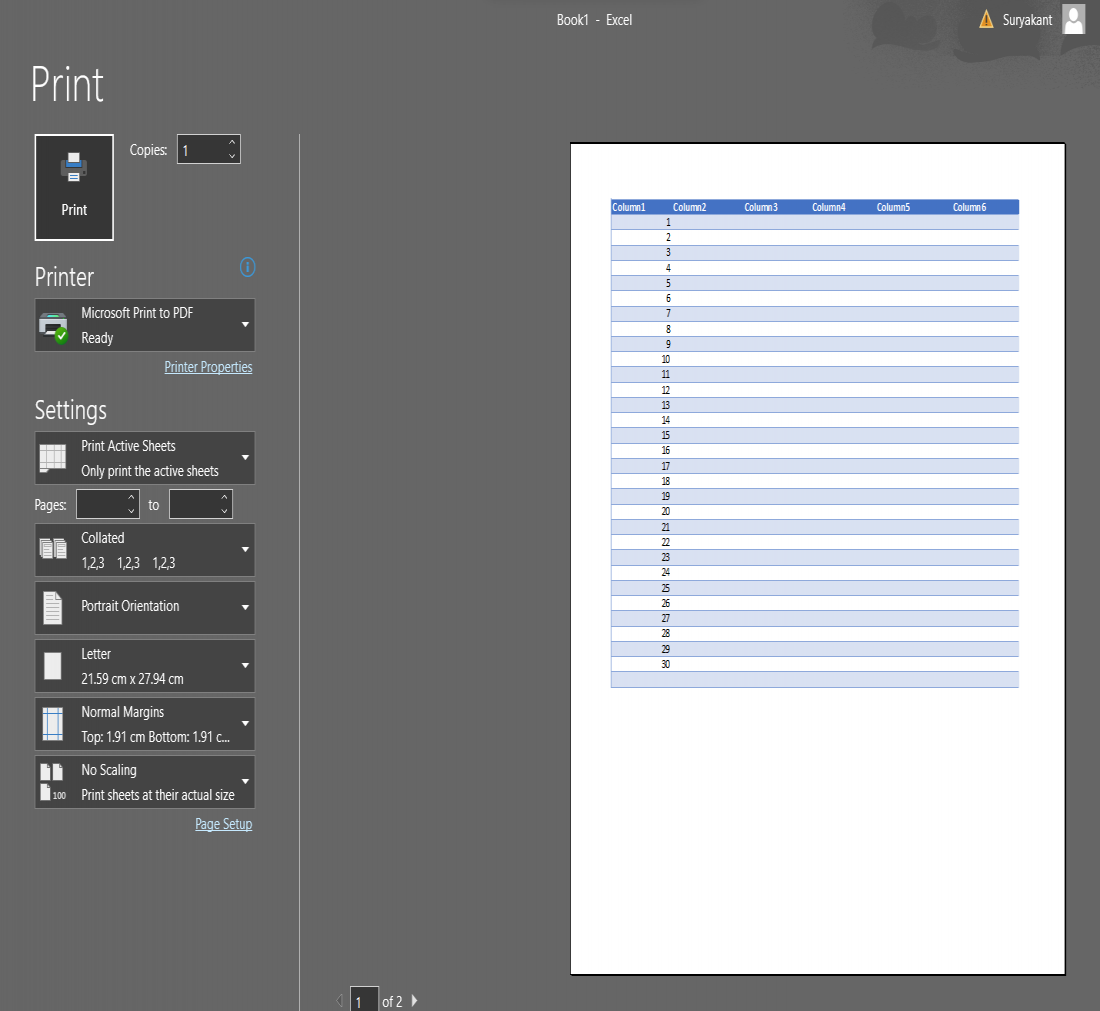 Book1 - Excel
Suryakant
Print
Print
Copies:
1
Printer
Microsoft Print to PDF
Ready
Printer Properties
Settings
Print Active Sheets
Only print the active sheets
Pages:
to
Collated
1,2,3 1,2,3 1,2,3
Portrait Orientation
Letter
21.59 cm x 27.94 cm
Normal Margins
Top: 1.91 cm Bottom: 1.91 c...
100
No Scaling
Print sheets at their actual size
Page Setup
Column1 Column2 Column3 Column4 Column5 Column6
1
2
3
4
5
6
7
8
9
10
11
12
13
14
15
16
17
18
19
20
21
22
23
24
25
26
27
28
29
30
1 of 2